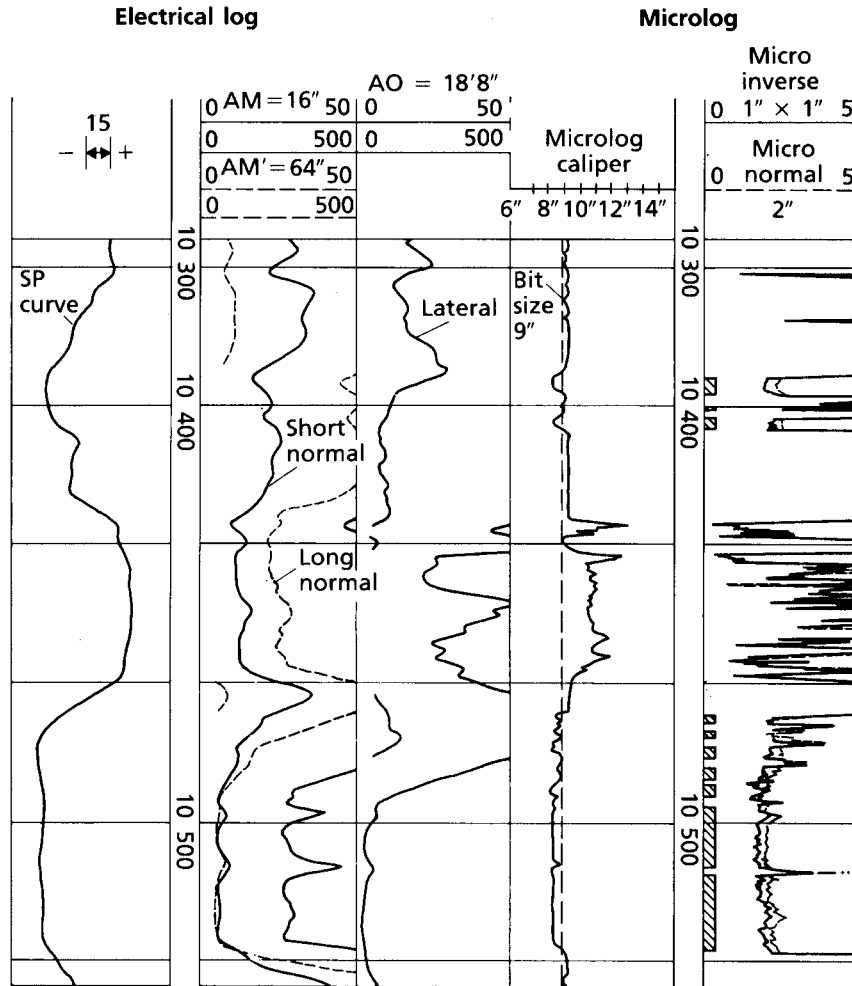 Electrical log
Microlog
AO = 18'8"
0 AM = 16" 50
0 50
0 500
0 500
15
- +
AM' = 64"
0 50
0 500
Microlog
caliper
6" 8" 10" 12" 14"
Micro
inverse
0 1" × 1" 5
Micro
0 normal 5
2"
10 300
10 300
SP
curve
Bit
size
9"
Lateral
10 400
10 400
Short
normal
Long
normal
10 500
10 500